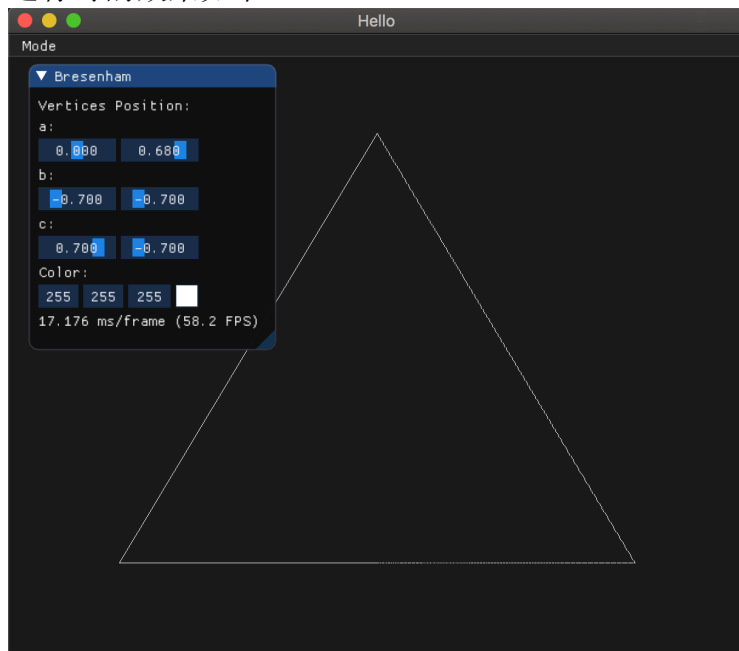 Hello
Mode
Bresenham
Vertices Position:
a:
0.000 0.680
b:
-0.700 -0.700
c:
0.700 -0.700
Color:
255 255 255
17.176 ms/frame (58.2 FPS)